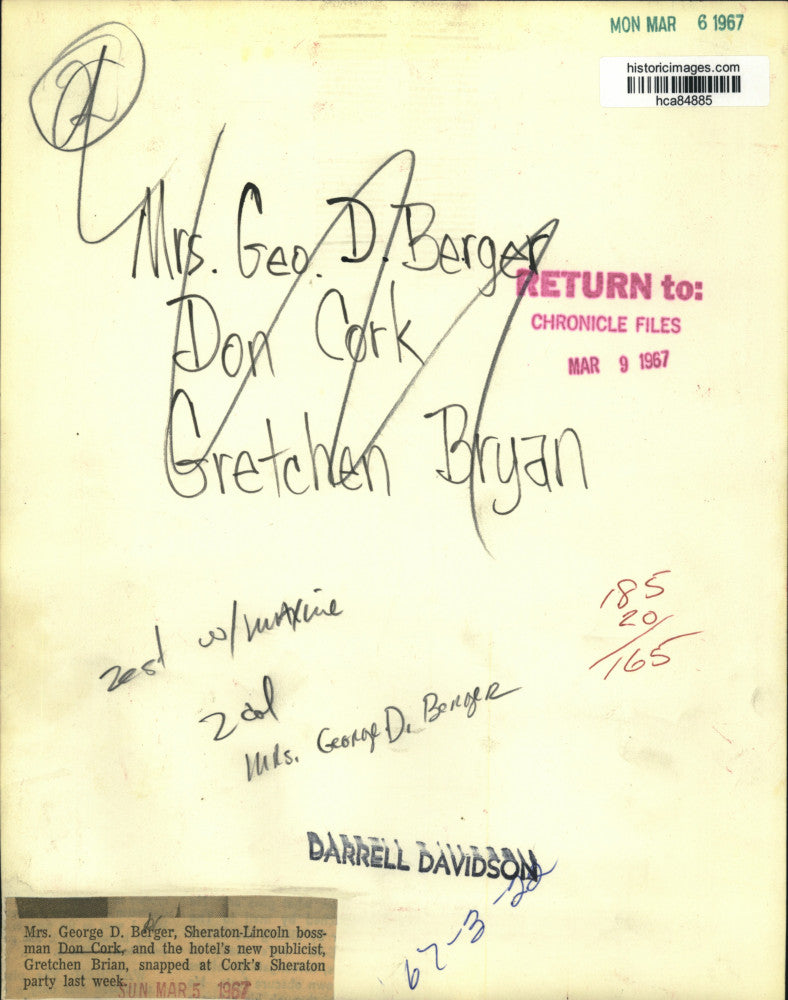 MON MAR 6 1967
historicimages.com
hca84885
2
Mrs. Geo. D. Berger
RETURN to:
Don Cork
CHRONICLE FILES
MAR 9 1967
Gretchen Bryan
185
20
165
zest w/ maxine
2 col
Mrs. George D. Berger
DARRELL DAVIDSON
67-3-20
Mrs. George D. Berger, Sheraton-Lincoln boss-
man Don Cork, and the hotel's new publicist,
Gretchen Brian, snapped at Cork's Sheraton
party last week.
SUN MAR 5 1967